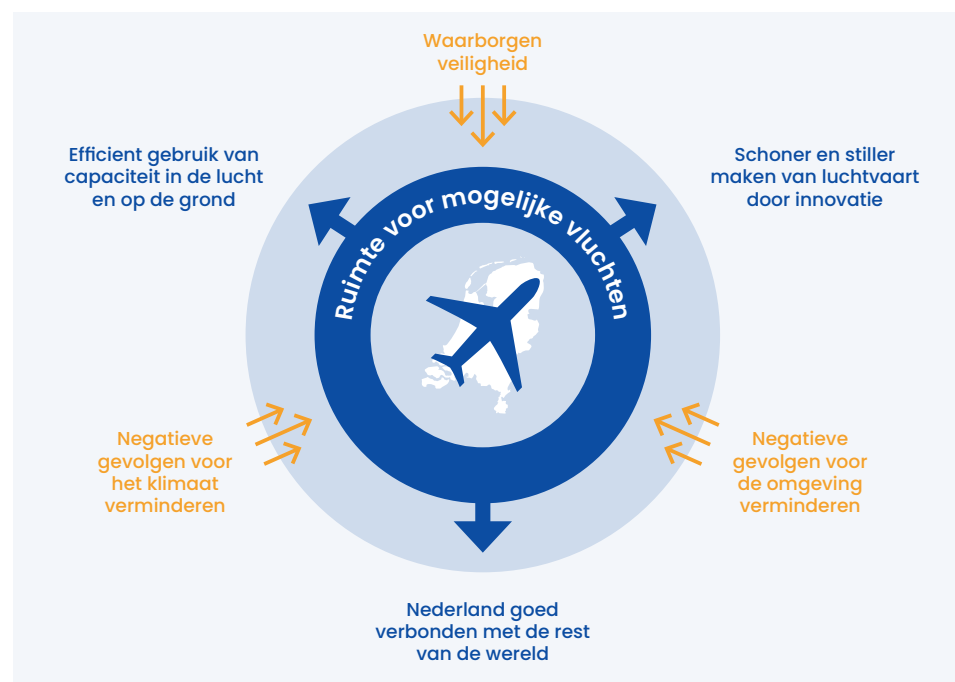 Waarborgen
veiligheid
Efficient gebruik van
capaciteit in de lucht
en op de grond
Schoner en stiller
maken van luchtvaart
door innovatie
Ruimte voor mogelijke vluchten
Negatieve
gevolgen voor
het klimaat
verminderen
Negatieve
gevolgen voor
de omgeving
verminderen
Nederland goed
verbonden met de rest
van de wereld